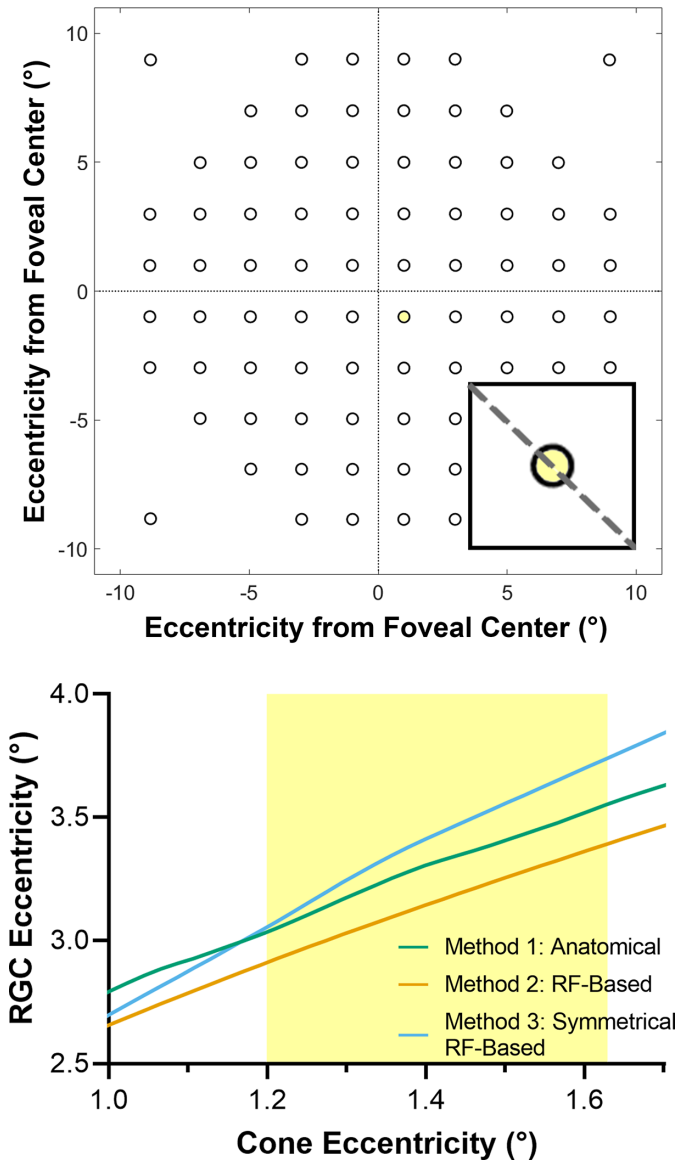 10
5
0
-5
-10
-10
-5
0
5
10
Eccentricity from Foveal Center (°)
Eccentricity from Foveal Center (°)
4.0
3.5
3.0
2.5
RGC Eccentricity (°)
Method 1: Anatomical
Method 2: RF-Based
Method 3: Symmetrical
RF-Based
1.0
1.2
1.4
1.6
Cone Eccentricity (°)